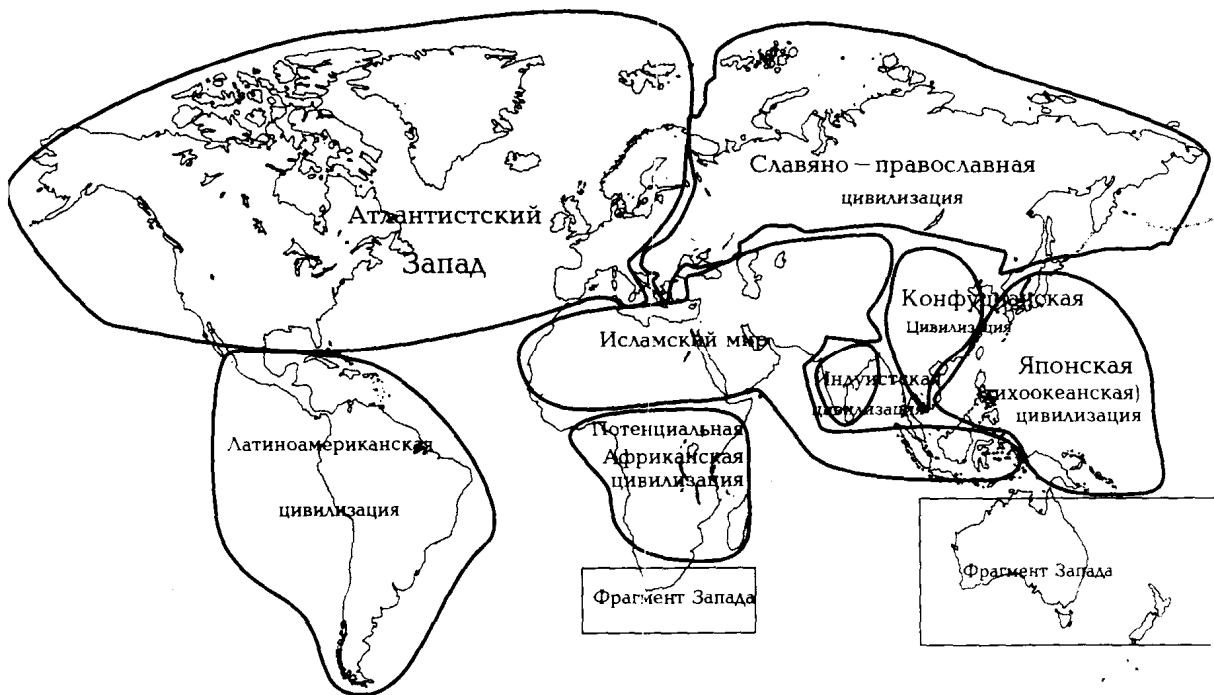 Славяно – православная
цивилизация
Атлантистский
Запад
Конфуцианская
Цивилизация
Исламский мир
Японская
(тихоокеанская)
цивилизация
Индуистская
цивилизация
Латиноамериканская
цивилизация
Потенциальная
Африканская
цивилизация
Фрагмент Запада
Фрагмент Запада